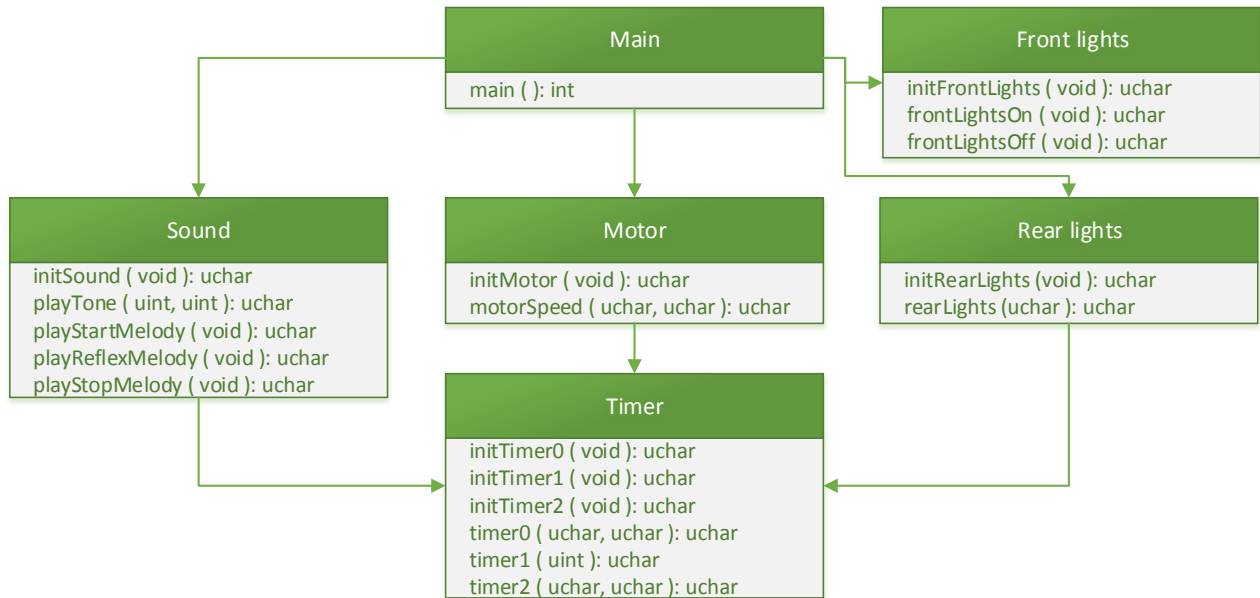 Main
main ( ): int
Front lights
initFrontLights ( void ): uchar
frontLightsOn ( void ): uchar
frontLightsOff ( void ): uchar
Sound
initSound ( void ): uchar
playTone ( uint, uint ): uchar
playStartMelody ( void ): uchar
playReflexMelody ( void ): uchar
playStopMelody ( void ): uchar
Motor
initMotor ( void ): uchar
motorSpeed ( uchar, uchar ): uchar
Rear lights
initRearLights (void ): uchar
rearLights (uchar ): uchar
Timer
initTimer0 ( void ): uchar
initTimer1 ( void ): uchar
initTimer2 ( void ): uchar
timer0 ( uchar, uchar ): uchar
timer1 ( uint ): uchar
timer2 ( uchar, uchar ): uchar